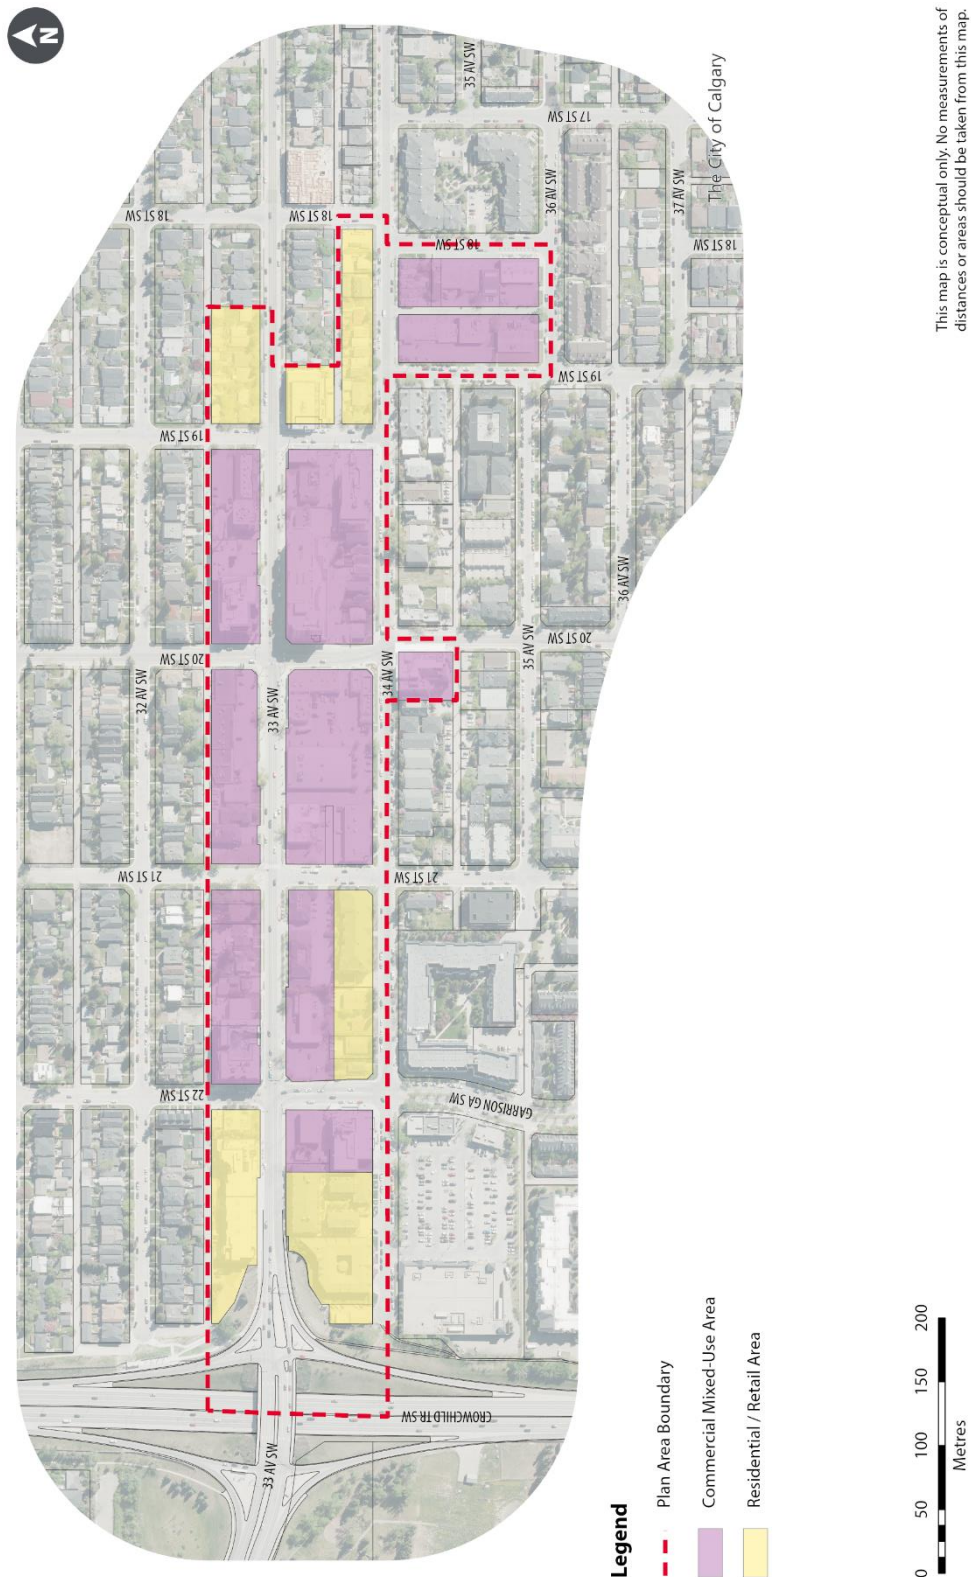 N
35 AV SW
17 ST SW
36 AV SW
37 AV SW
The City of Calgary
18 ST SW
18 ST SW
18 ST SW
18 ST SW
19 ST SW
19 ST SW
20 ST SW
32 AV SW
33 AV SW
34 AV SW
35 AV SW
20 ST SW
36 AV SW
21 ST SW
21 ST SW
22 ST SW
GARRISON GA SW
CROWCHILD TR SW
33 AV SW
Legend
Plan Area Boundary
Commercial Mixed-Use Area
Residential / Retail Area
0 50 100 150 200
Metres
This map is conceptual only. No measurements of
distances or areas should be taken from this map.